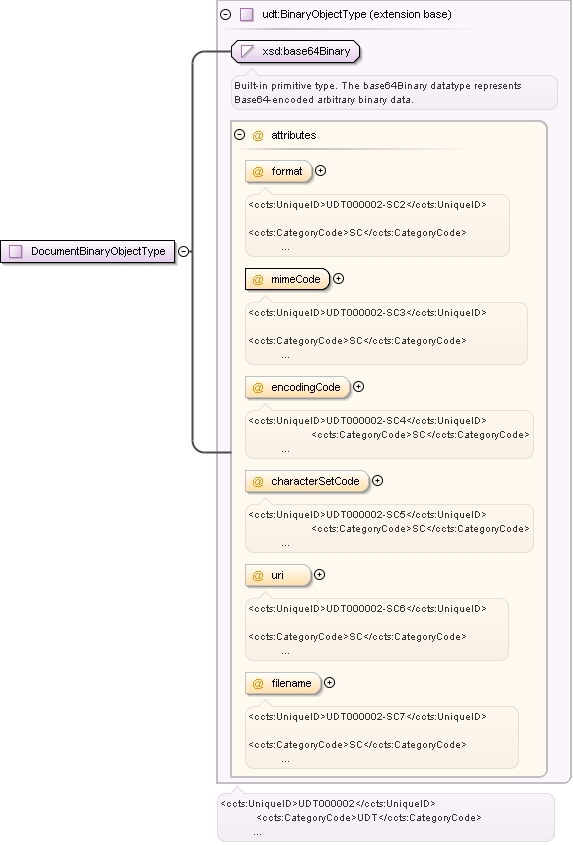 udt:BinaryObjectType (extension base)
xsd:base64Binary
Built-in primitive type. The base64Binary datatype represents
Base64-encoded arbitrary binary data.
@ attributes
@ format
<ccts:UniqueID>UDT000002-SC2</ccts:UniqueID>
<ccts:CategoryCode>SC</ccts:CategoryCode>
...
DocumentBinaryObjectType
@ mimeCode
<ccts:UniqueID>UDT000002-SC3</ccts:UniqueID>
<ccts:CategoryCode>SC</ccts:CategoryCode>
...
@ encodingCode
<ccts:UniqueID>UDT000002-SC4</ccts:UniqueID>
<ccts:CategoryCode>SC</ccts:CategoryCode>
...
@ characterSetCode
<ccts:UniqueID>UDT000002-SC5</ccts:UniqueID>
<ccts:CategoryCode>SC</ccts:CategoryCode>
...
@ uri
<ccts:UniqueID>UDT000002-SC6</ccts:UniqueID>
<ccts:CategoryCode>SC</ccts:CategoryCode>
...
@ filename
<ccts:UniqueID>UDT000002-SC7</ccts:UniqueID>
<ccts:CategoryCode>SC</ccts:CategoryCode>
...
<ccts:UniqueID>UDT000002</ccts:UniqueID>
<ccts:CategoryCode>UDT</ccts:CategoryCode>
...